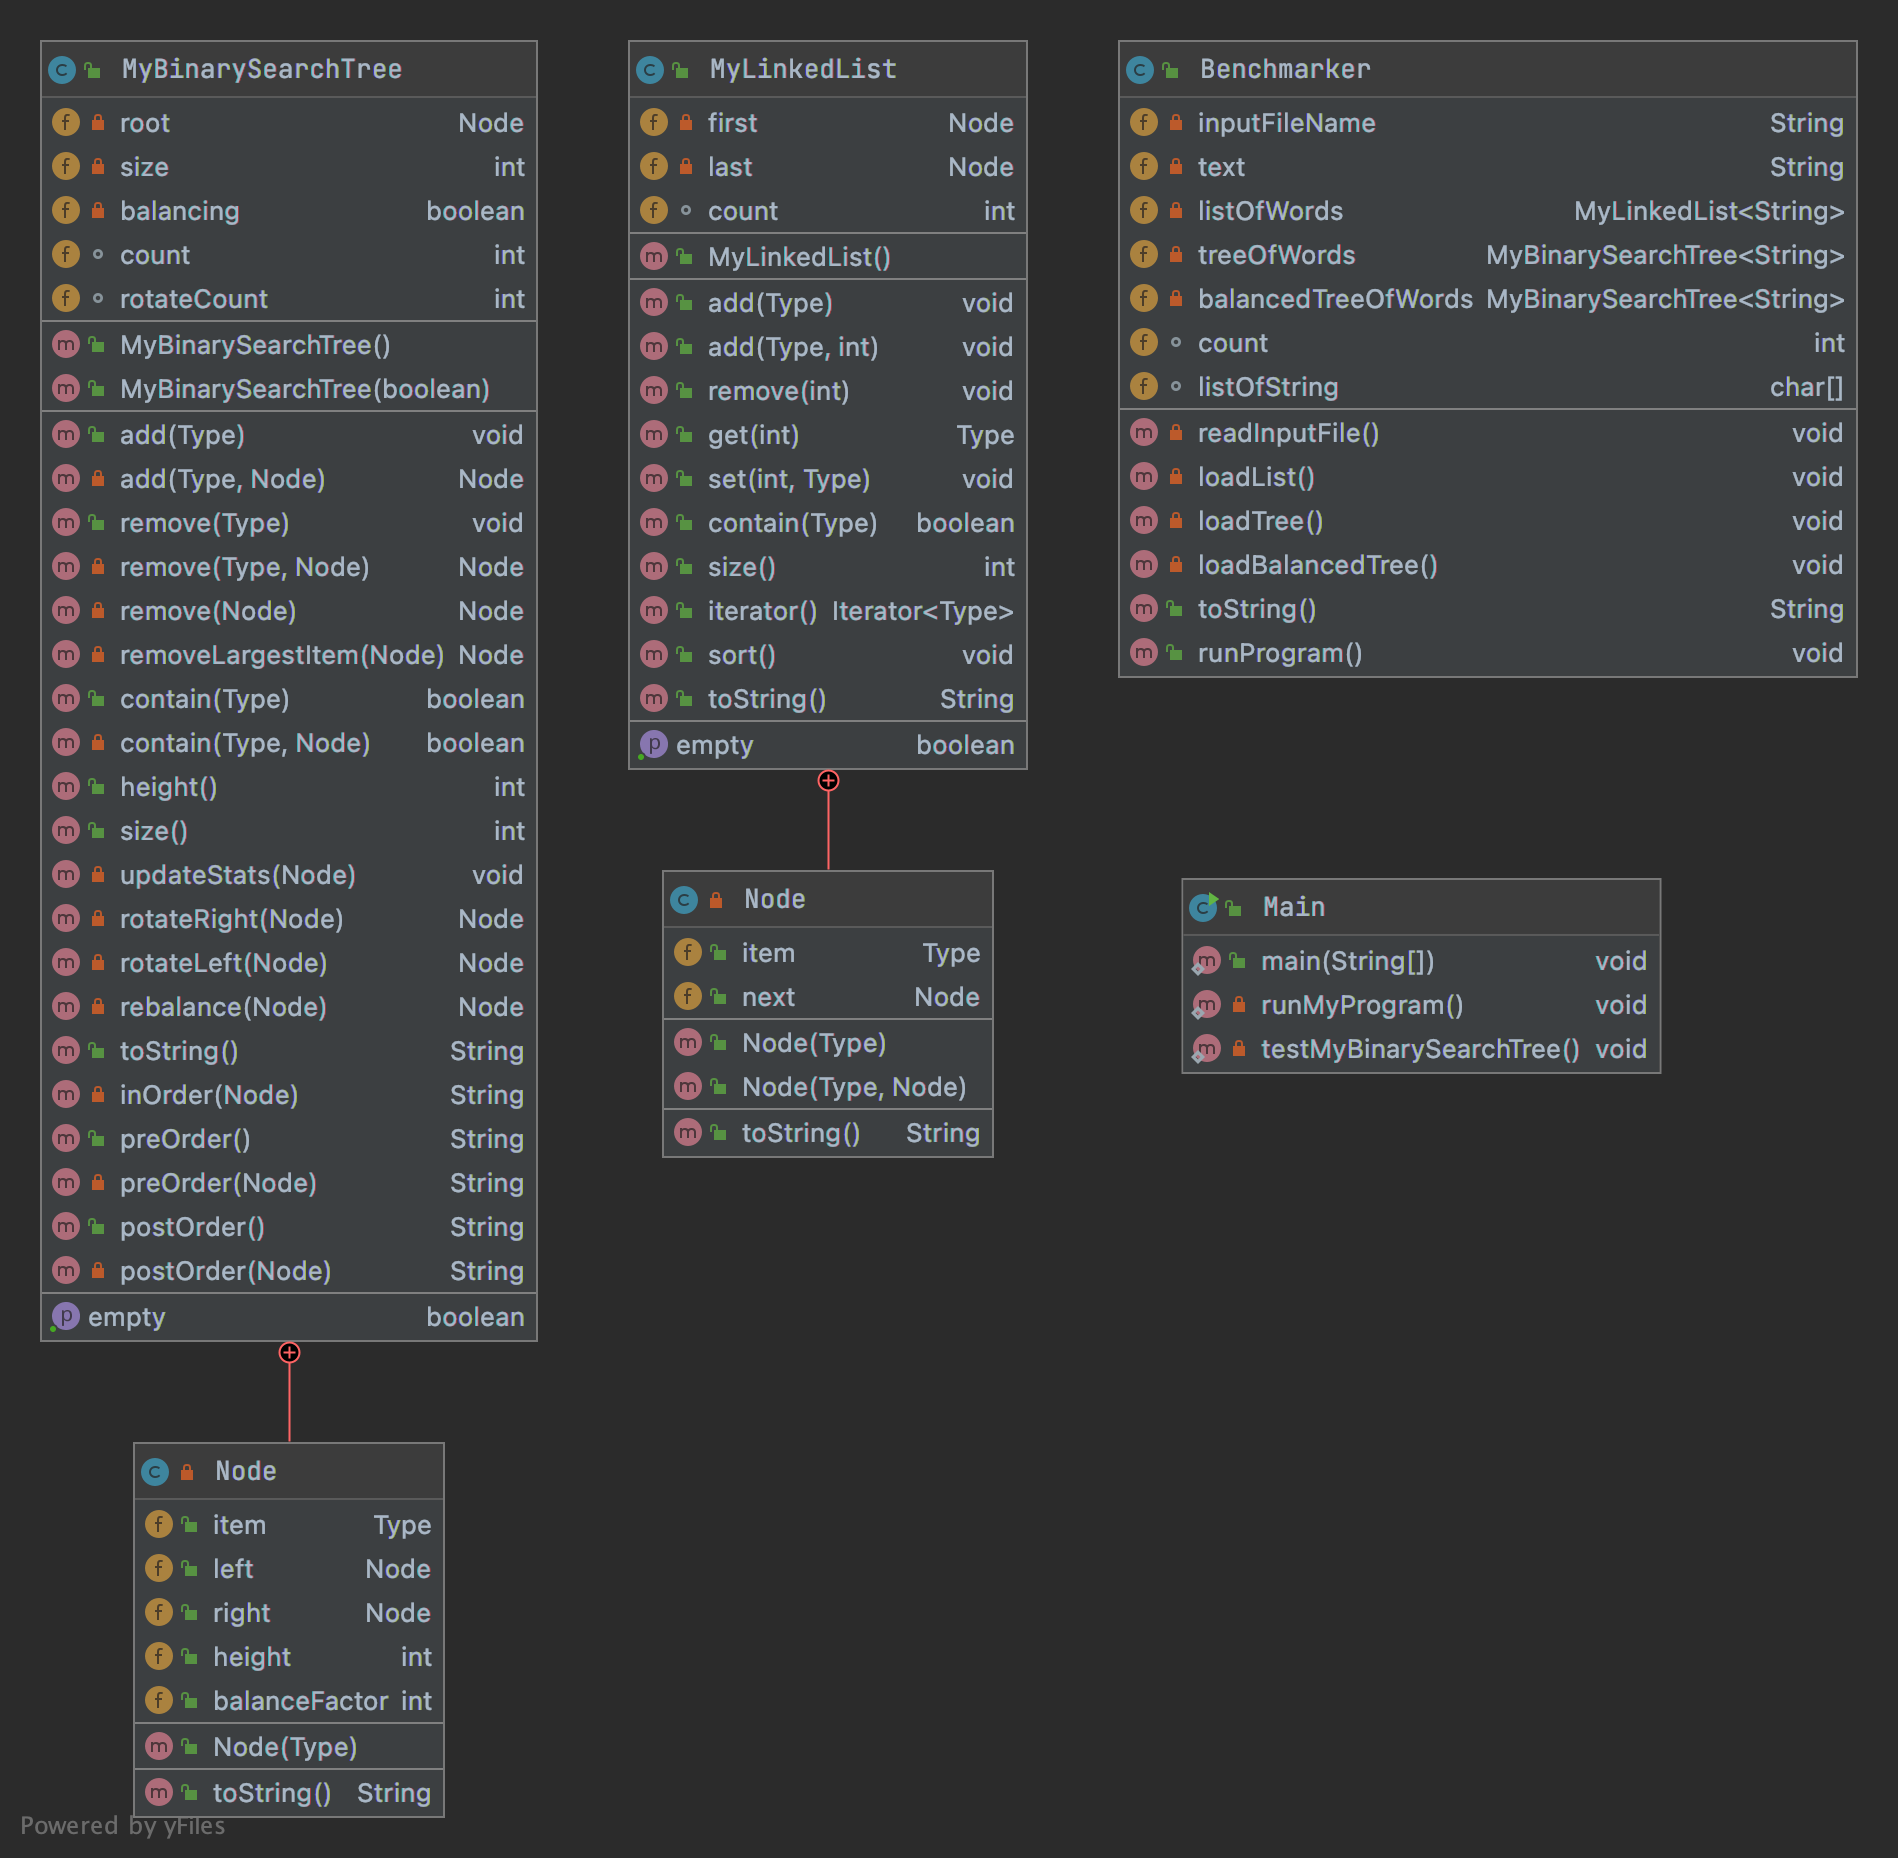 MyBinarySearchTree
root Node
size int
balancing boolean
count int
rotateCount int
MyBinarySearchTree()
MyBinarySearchTree(boolean)
add(Type) void
add(Type, Node) Node
remove(Type) void
remove(Type, Node) Node
remove(Node) Node
removeLargestItem(Node) Node
contain(Type) boolean
contain(Type, Node) boolean
height() int
size() int
updateStats(Node) void
rotateRight(Node) Node
rotateLeft(Node) Node
rebalance(Node) Node
toString() String
inOrder(Node) String
preOrder() String
preOrder(Node) String
postOrder() String
postOrder(Node) String
empty boolean
Node
item Type
left Node
right Node
height int
balanceFactor int
Node(Type)
toString() String
MyLinkedList
first Node
last Node
count int
MyLinkedList()
add(Type) void
add(Type, int) void
remove(int) void
get(int) Type
set(int, Type) void
contain(Type) boolean
size() int
iterator() Iterator<Type>
sort() void
toString() String
empty boolean
Node
item Type
next Node
Node(Type)
Node(Type, Node)
toString() String
Benchmarker
inputFileName String
text String
listOfWords MyLinkedList<String>
treeOfWords MyBinarySearchTree<String>
balancedTreeOfWords MyBinarySearchTree<String>
count int
listOfString char[]
readInputFile() void
loadList() void
loadTree() void
loadBalancedTree() void
toString() String
runProgram() void
Main
main(String[]) void
runMyProgram() void
testMyBinarySearchTree() void
Powered by yFiles